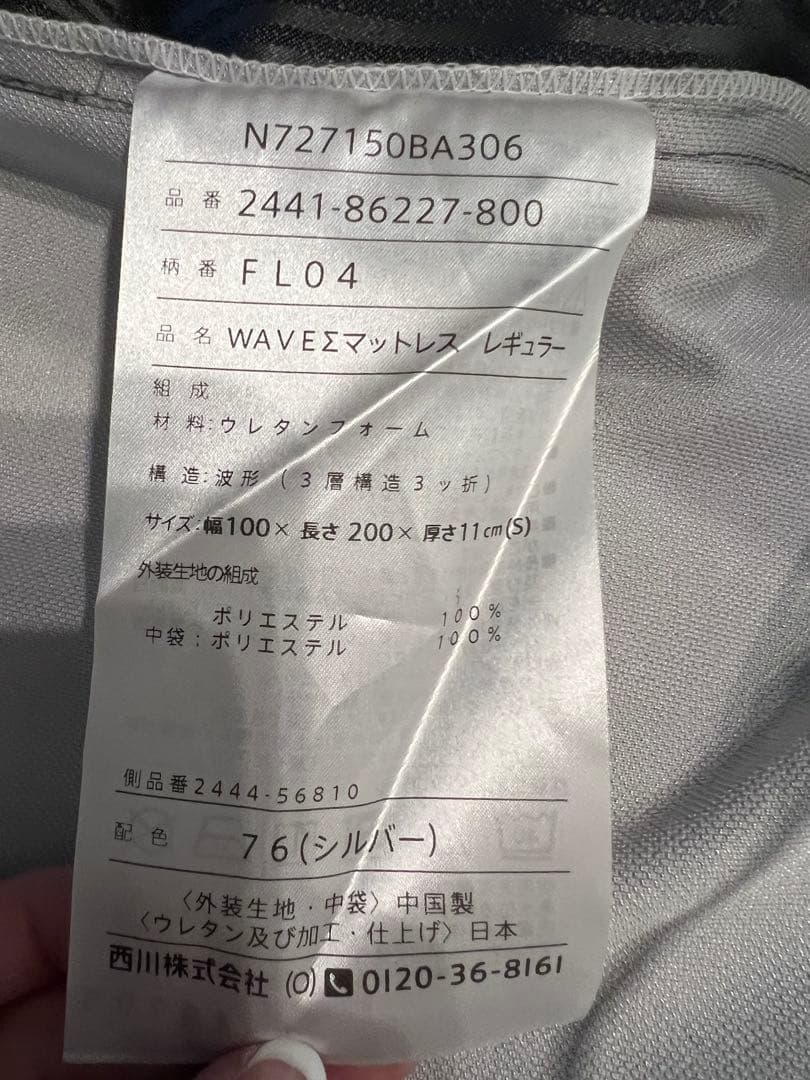 N727150BA306
品番 2441-86227-800
柄番 FL04
品名 WAVEΣマットレス レギュラー
組成
材料:ウレタンフォーム
構造:波形(3層構造3ッ折)
サイズ:幅100× 長さ 200× 厚さ11cm(S)
外装生地の組成
ポリエステル 100%
中袋:ポリエステル 100%
側品番2444-56810
配色 76(シルバー)
〈外装生地・中袋〉中国製
〈ウレタン及び加工・仕上げ〉日本
西川株式会社 (O) 0120-36-8161